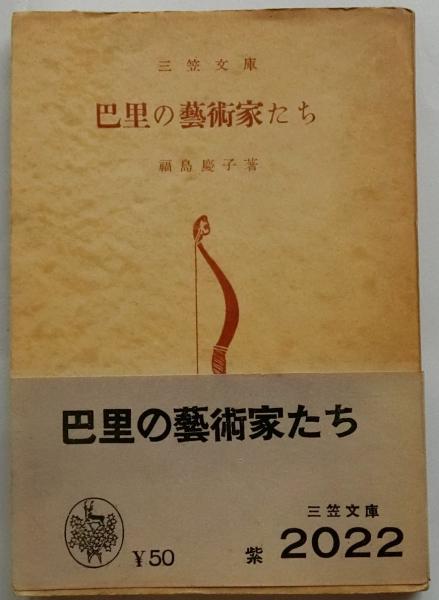 三笠文庫
巴里の藝術家たち
福島慶子著
巴里の藝術家たち
三笠文庫
¥50 紫 2022